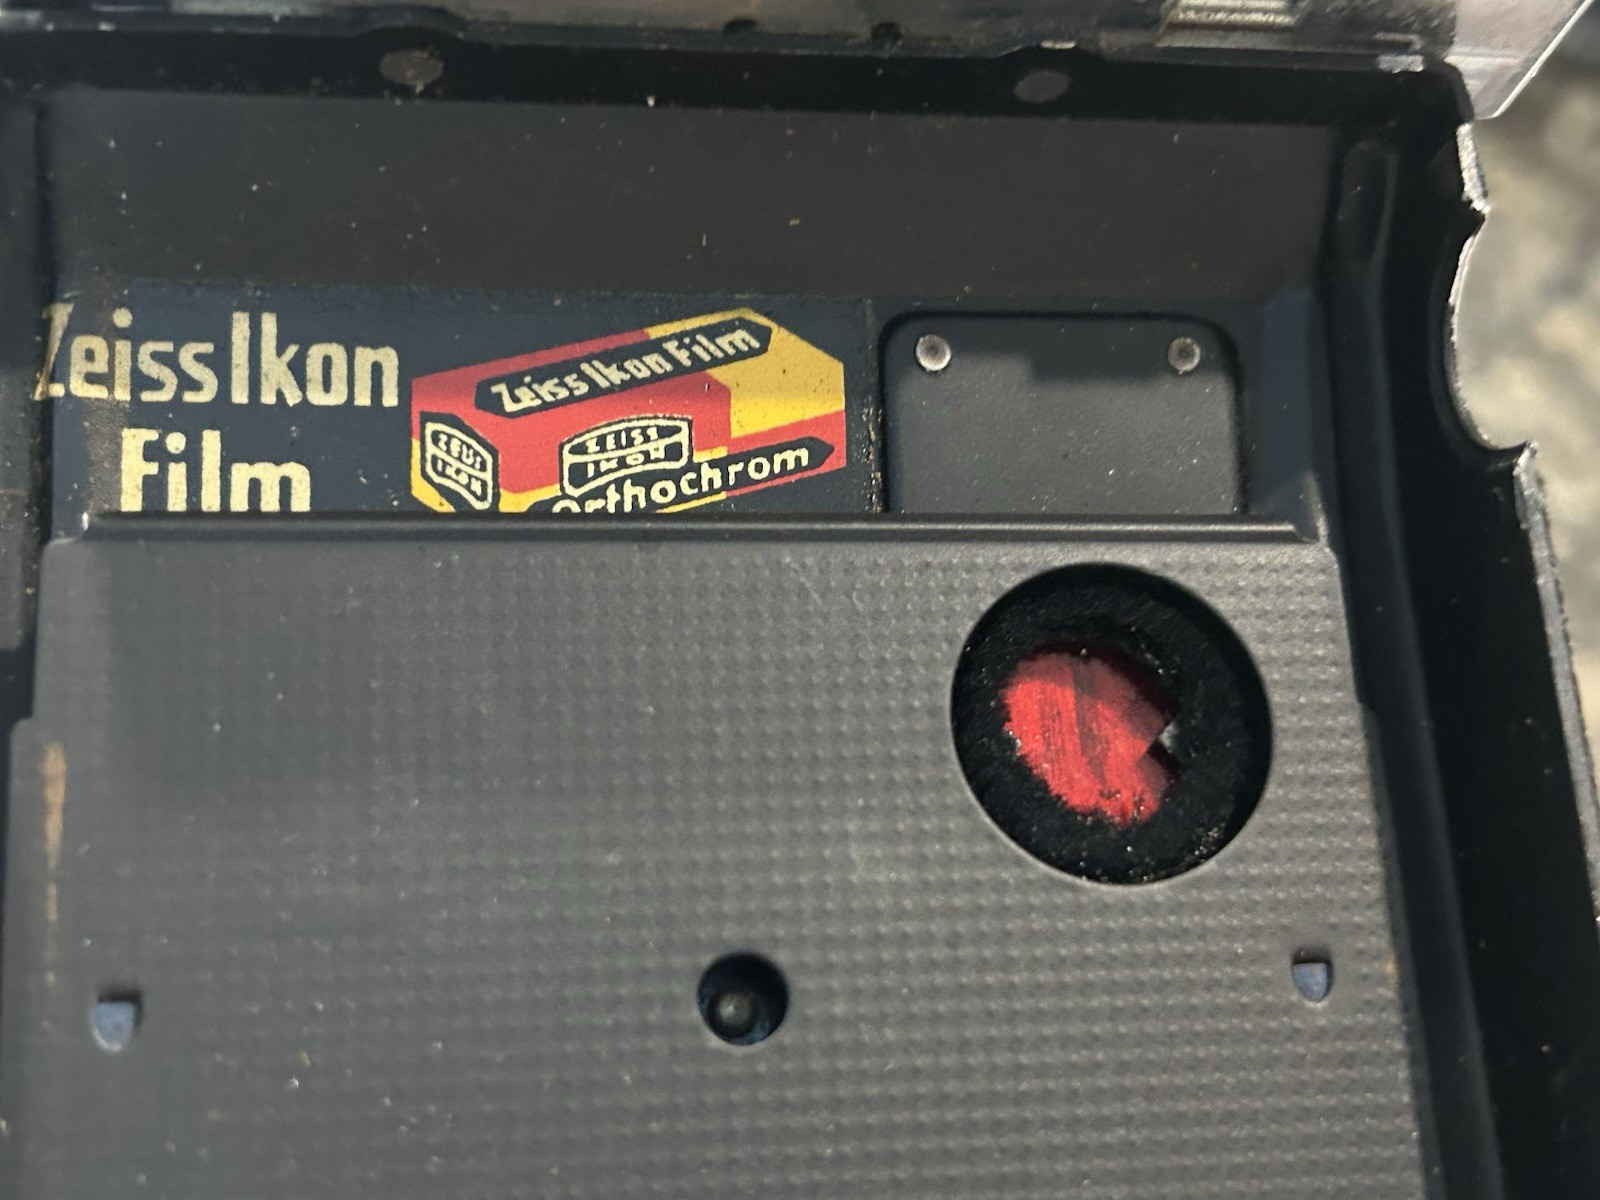 Zeiss Ikon
Film
Zeiss Ikon Film
ZEISS
IKON
ZEISS
IKON
Orthochrom